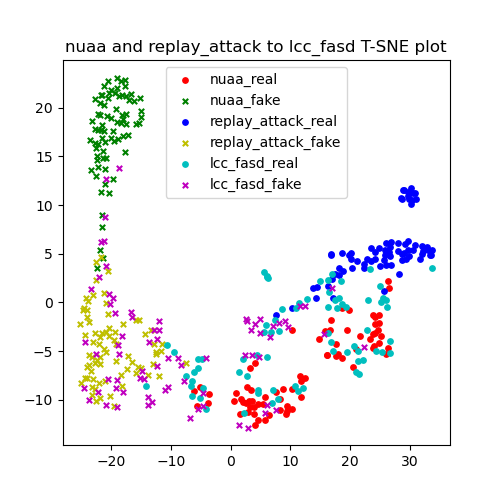 nuaa and replay_attack to lcc_fasd T-SNE plot
nuaa_real
nuaa_fake
replay_attack_real
replay_attack_fake
lcc_fasd_real
lcc_fasd_fake
20
15
10
5
0
−5
−10
−20 −10 0 10 20 30